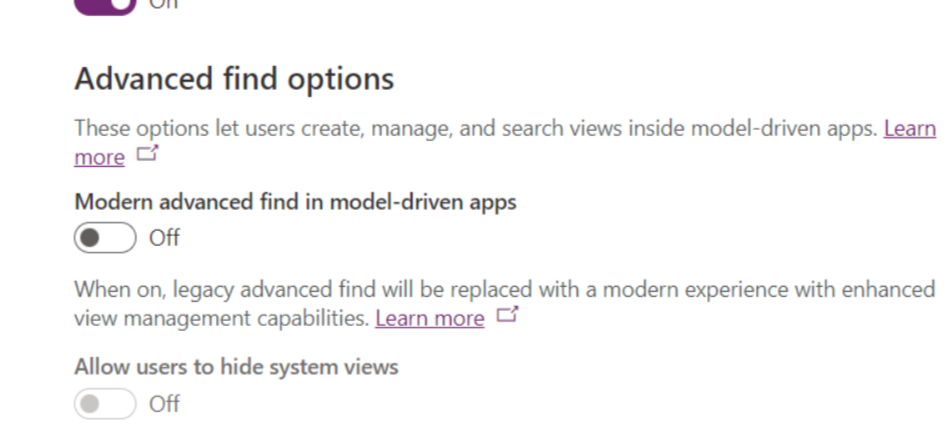 On
Advanced find options
These options let users create, manage, and search views inside model-driven apps. Learn
more
Modern advanced find in model-driven apps
Off
When on, legacy advanced find will be replaced with a modern experience with enhanced
view management capabilities. Learn more
Allow users to hide system views
Off